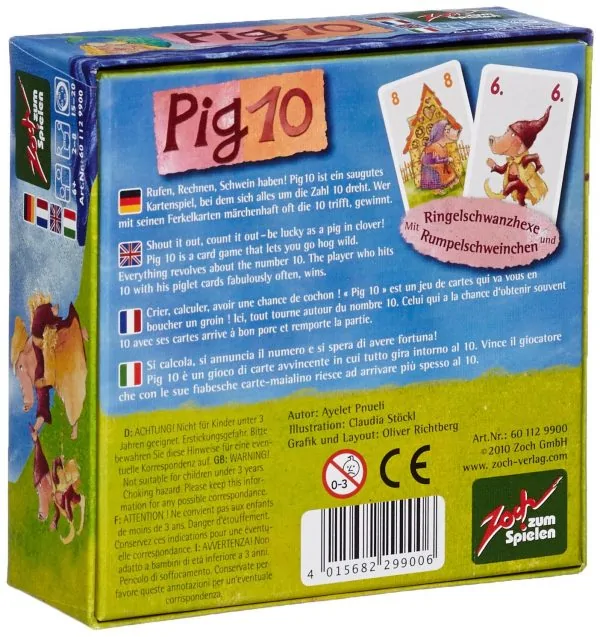 Zoch zum Spielen
6+ 2–8 15–20
Art.Nr.: 60 112 9900
Pig 10
8 8
6. 6.
Mit Ringelschwanzhexe und
Rumpelschweinchen
Rufen, Rechnen, Schwein haben! Pig 10 ist ein saugutes
Kartenspiel, bei dem sich alles um die Zahl 10 dreht. Wer
mit seinen Ferkelkarten märchenhaft oft die 10 trifft, gewinnt.
Shout it out, count it out – be lucky as a pig in clover!
Pig 10 is a card game that lets you go hog wild.
Everything revolves about the number 10. The player who hits
10 with his piglet cards fabulously often, wins.
Crier, calculer, avoir une chance de cochon ! « Pig 10 » est un jeu de cartes qui va vous en
boucher un groin ! Ici, tout tourne autour du nombre 10. Celui qui a la chance d'obtenir souvent
10 avec ses cartes arrive à bon pore et remporte la partie.
Si calcola, si annuncia il numero e si spera di avere fortuna!
Pig 10 è un gioco di carte avvincente in cui tutto gira intorno al 10. Vince il giocatore
che con le sue fiabesche carte-maialino riesce ad arrivare più spesso al 10.
D: ACHTUNG! Nicht für Kinder unter 3
Jahren geeignet. Erstickungsgefahr. Bitte
bewahren Sie diese Hinweise für eine even-
tuelle Korrespondenz auf. GB: WARNING!
Not suitable for children under 3 years.
Choking hazard. Please keep this infor-
mation for any possible correspondence.
F: ATTENTION ! Ne convient pas aux enfants
de moins de 3 ans. Danger d'étouffement.
Conservez ces indications pour une éventu-
elle correspondance. I: AVVERTENZA! Non
adatto a bambini di età inferiore a 3 anni.
Pericolo di soffocamento. Conservate per
favore queste annotazioni per un'eventuale
corrispondenza.
Autor: Ayelet Pnueli
Illustration: Claudia Stöckl
Grafik und Layout: Oliver Richtberg
0-3
CE
Art.Nr.: 60 112 9900
©2010 Zoch GmbH
zoch-verlag.com
Zoch zum
Spielen
4 015682 299006